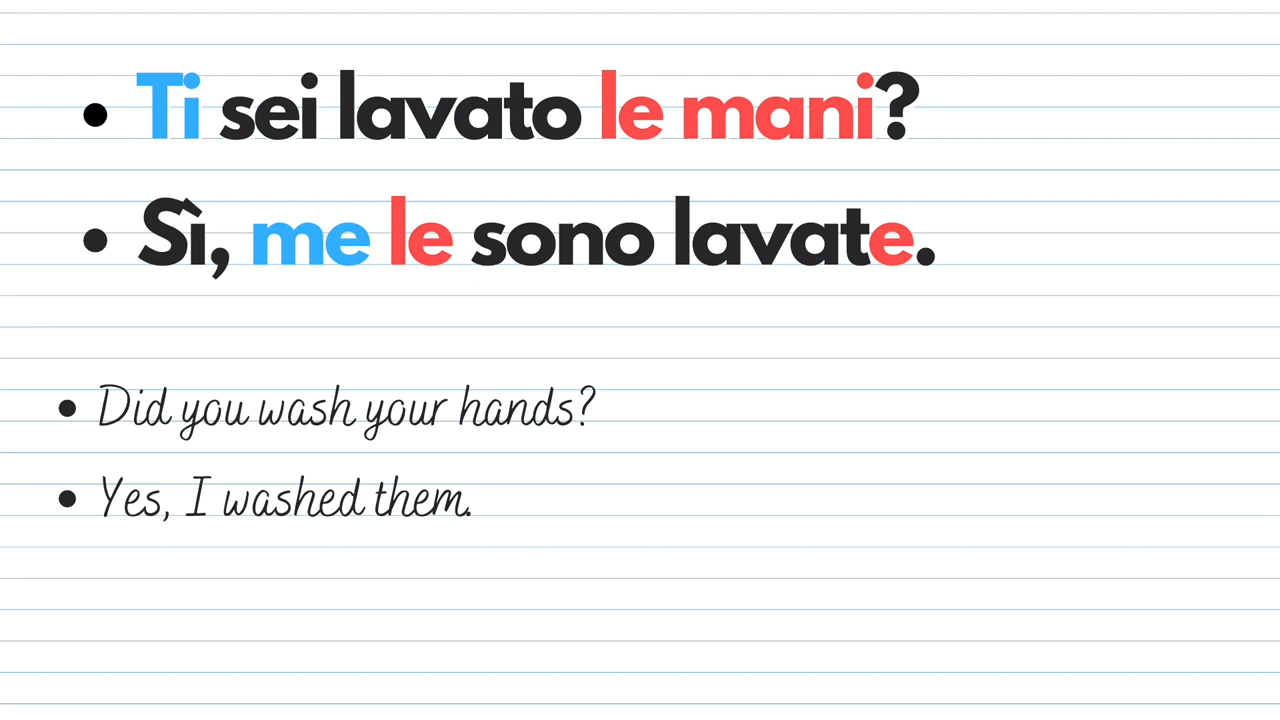 • Ti sei lavato le mani?
• Sì, me le sono lavate.
• Did you wash your hands?
• Yes, I washed them.